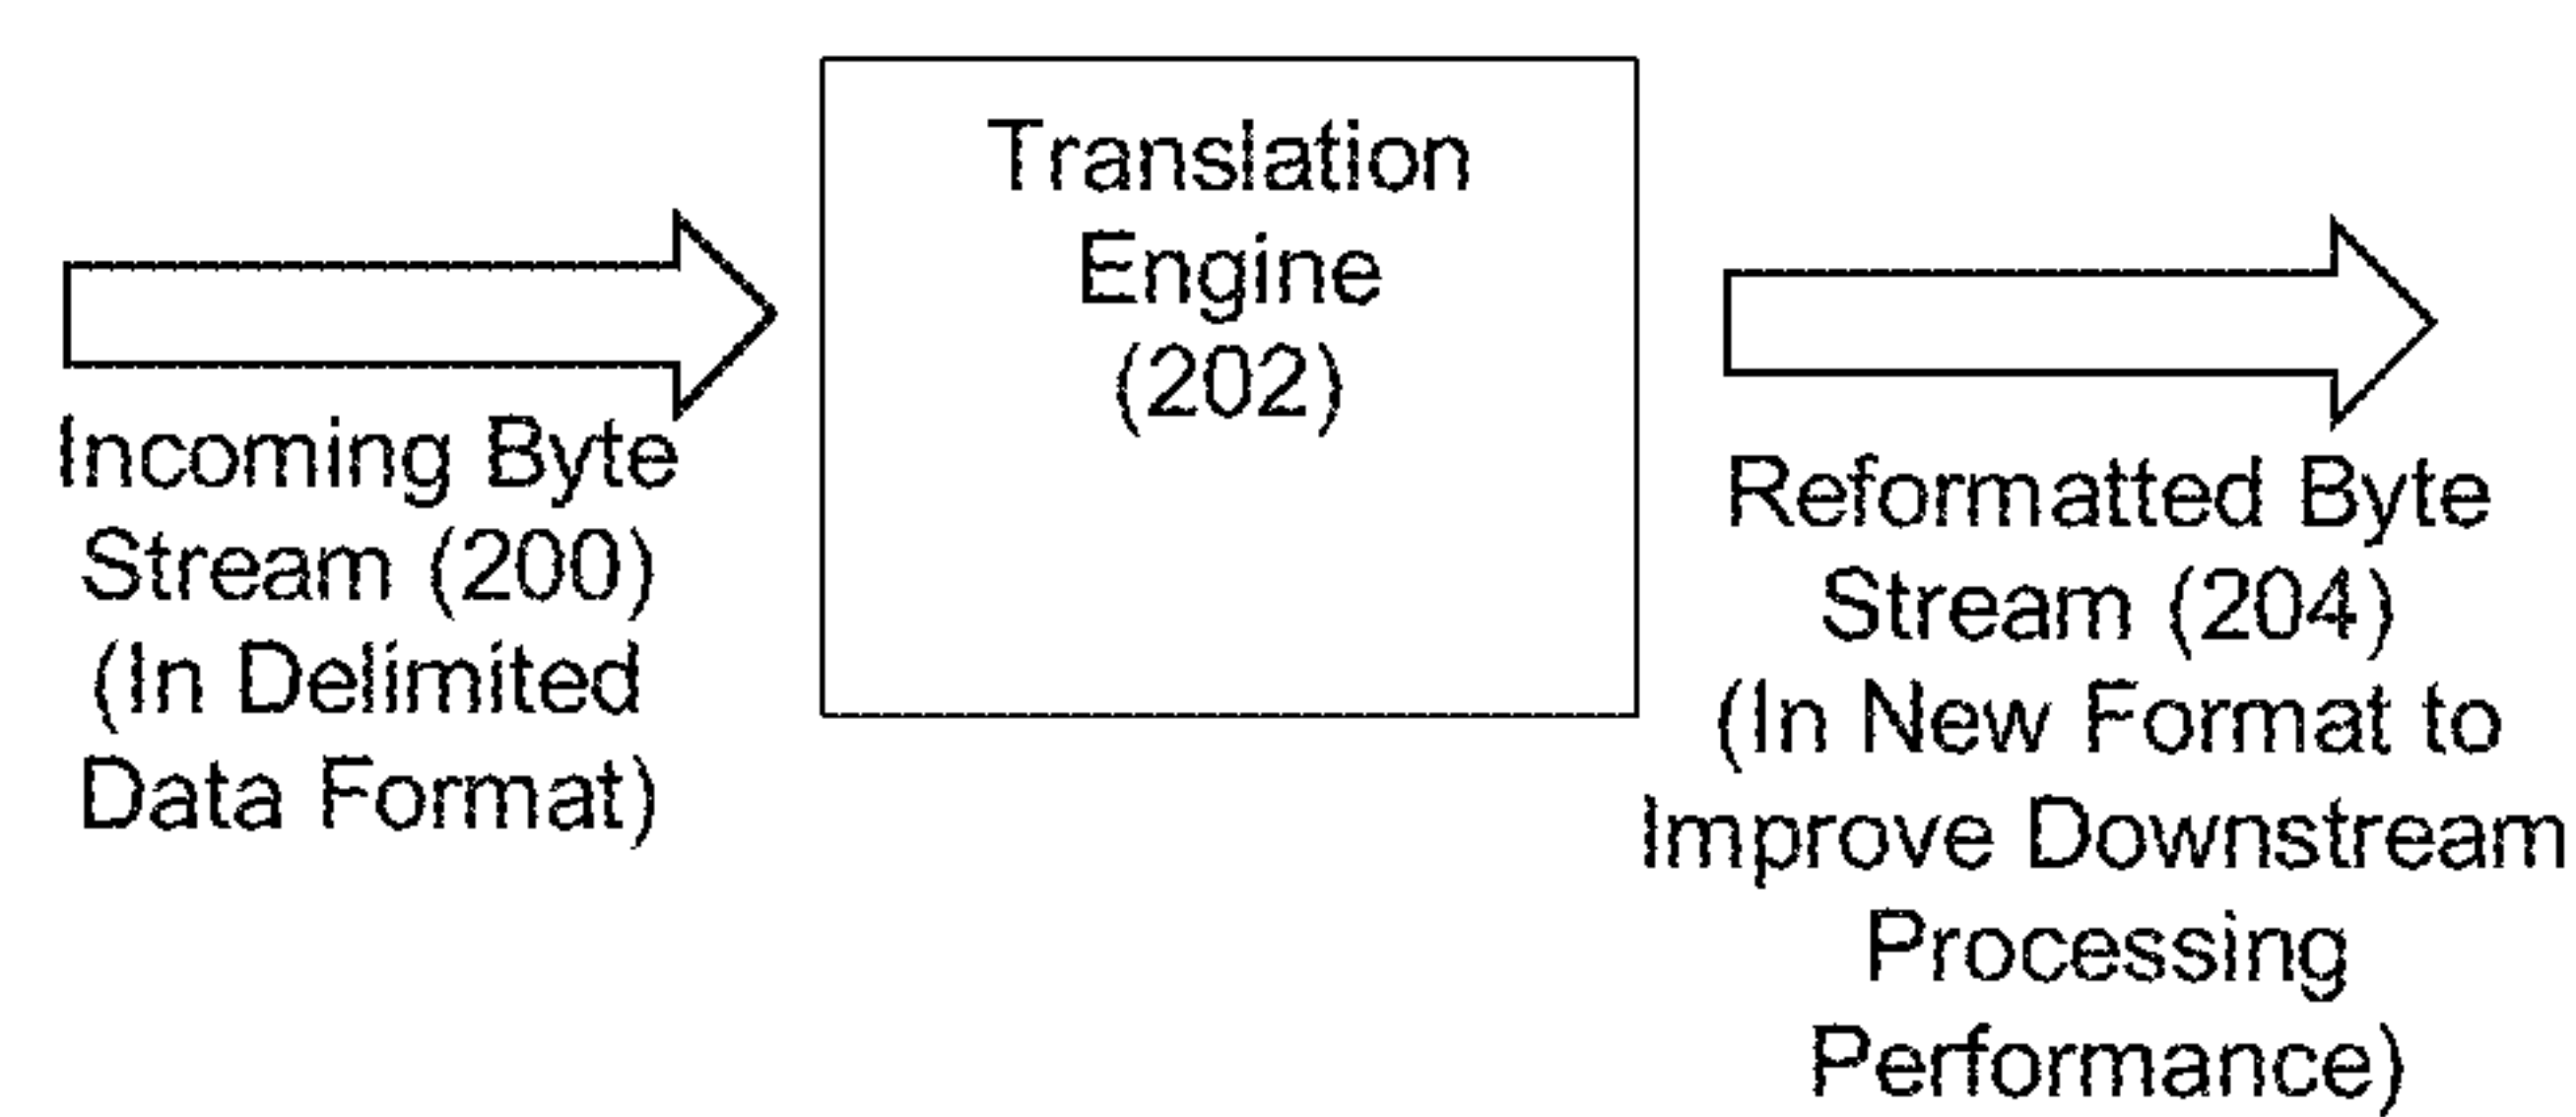 Translation
Engine
(202)
Incoming Byte
Stream (200)
(In Delimited
Data Format)
Reformatted Byte
Stream (204)
(In New Format to
Improve Downstream
Processing
Performance)